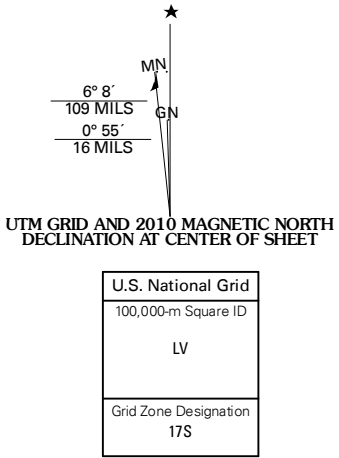 ★
MN
6° 8´
109 MILS
GN
0° 55´
16 MILS
UTM GRID AND 2010 MAGNETIC NORTH
DECLINATION AT CENTER OF SHEET
U.S. National Grid
100,000-m Square ID
LV
Grid Zone Designation
17S